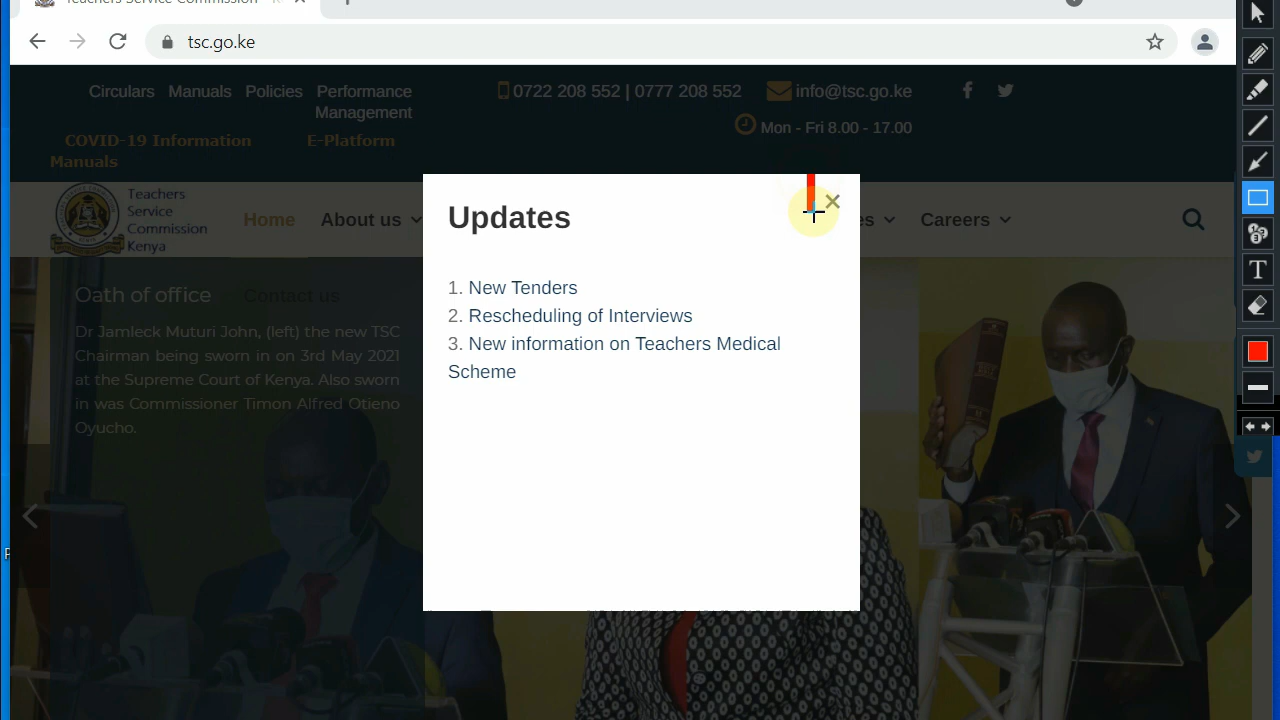 Teachers Service Commission
tsc.go.ke
Circulars Manuals Policies Performance
Management
0722 208 552 | 0777 208 552
info@tsc.go.ke
Mon - Fri 8.00 - 17.00
COVID-19 Information E-Platform
Manuals
Teachers
Service
Commission
Kenya
Home About us
es Careers
Updates
1. New Tenders
2. Rescheduling of Interviews
3. New information on Teachers Medical
Scheme
Oath of office Contact us
Dr Jamleck Muturi John, (left) the new TSC
Chairman being sworn in on 3rd May 2021
at the Supreme Court of Kenya. Also sworn
in was Commissioner Timon Alfred Otieno
Oyucho.
T